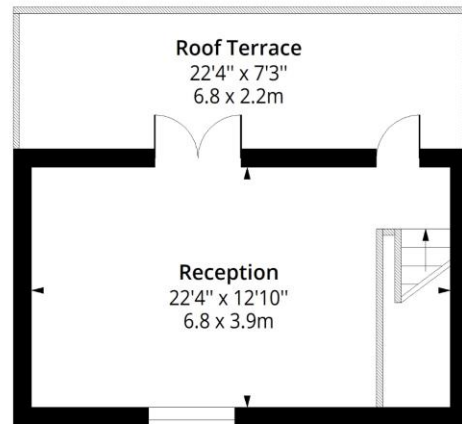 Roof Terrace
22'4" x 7'3"
6.8 x 2.2m
Reception
22'4" x 12'10"
6.8 x 3.9m